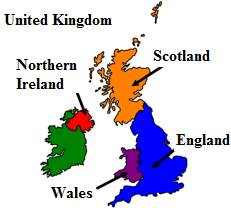 United Kingdom
Scotland
Northern
Ireland
England
Wales